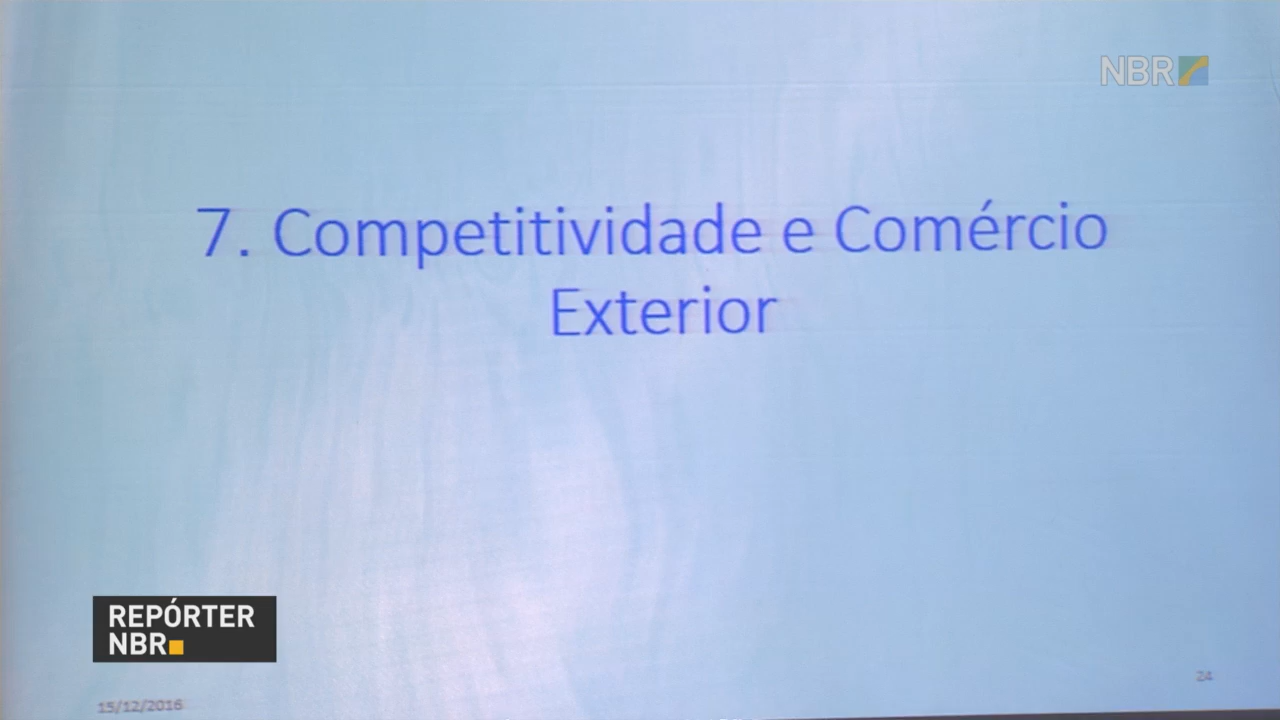 NBR
7. Competitividade e Comércio
Exterior
REPÓRTER
NBR
24
15/12/2016